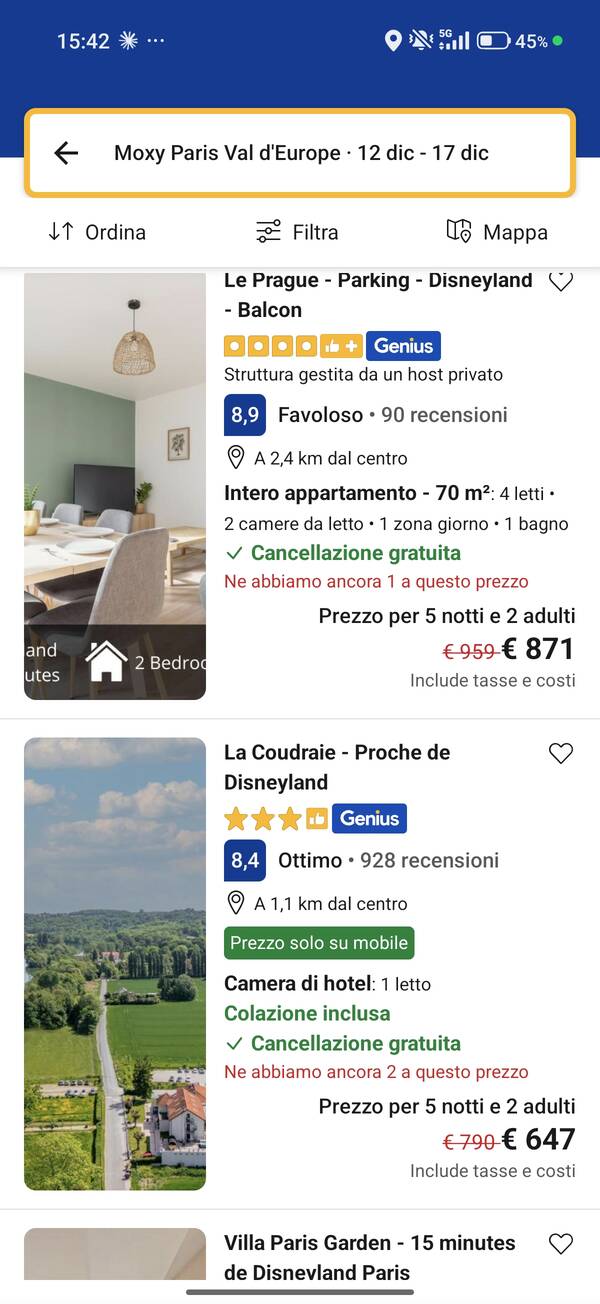 15:42
5G
45%
Moxy Paris Val d'Europe · 12 dic - 17 dic
Ordina
Filtra
Mappa
Le Prague - Parking - Disneyland
- Balcon
Genius
Struttura gestita da un host privato
8,9 Favoloso • 90 recensioni
A 2,4 km dal centro
Intero appartamento - 70 m²: 4 letti •
2 camere da letto • 1 zona giorno • 1 bagno
Cancellazione gratuita
Ne abbiamo ancora 1 a questo prezzo
Prezzo per 5 notti e 2 adulti
€ 959 € 871
Include tasse e costi
and
utes
2 Bedroo
La Coudraie - Proche de
Disneyland
Genius
8,4 Ottimo • 928 recensioni
A 1,1 km dal centro
Prezzo solo su mobile
Camera di hotel: 1 letto
Colazione inclusa
Cancellazione gratuita
Ne abbiamo ancora 2 a questo prezzo
Prezzo per 5 notti e 2 adulti
€ 790 € 647
Include tasse e costi
Villa Paris Garden - 15 minutes
de Disneyland Paris